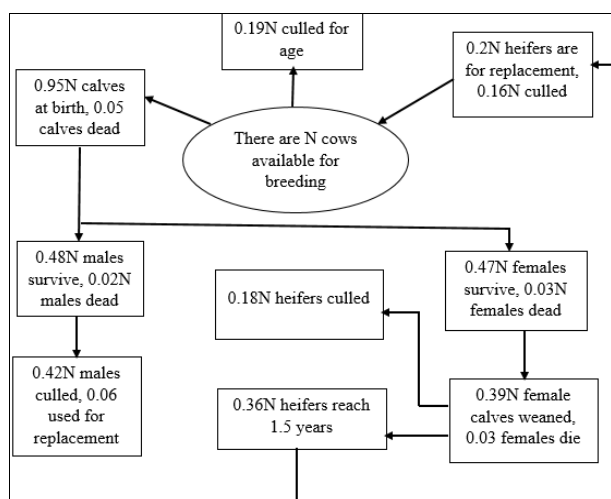 0.19N culled for
age
0.2N heifers are
for replacement,
0.16N culled
0.95N calves
at birth, 0.05
calves dead
There are N cows
available for
breeding
0.48N males
survive, 0.02N
males dead
0.47N females
survive, 0.03N
females dead
0.18N heifers culled
0.42N males
culled, 0.06
used for
replacement
0.36N heifers reach
1.5 years
0.39N female
calves weaned,
0.03 females die